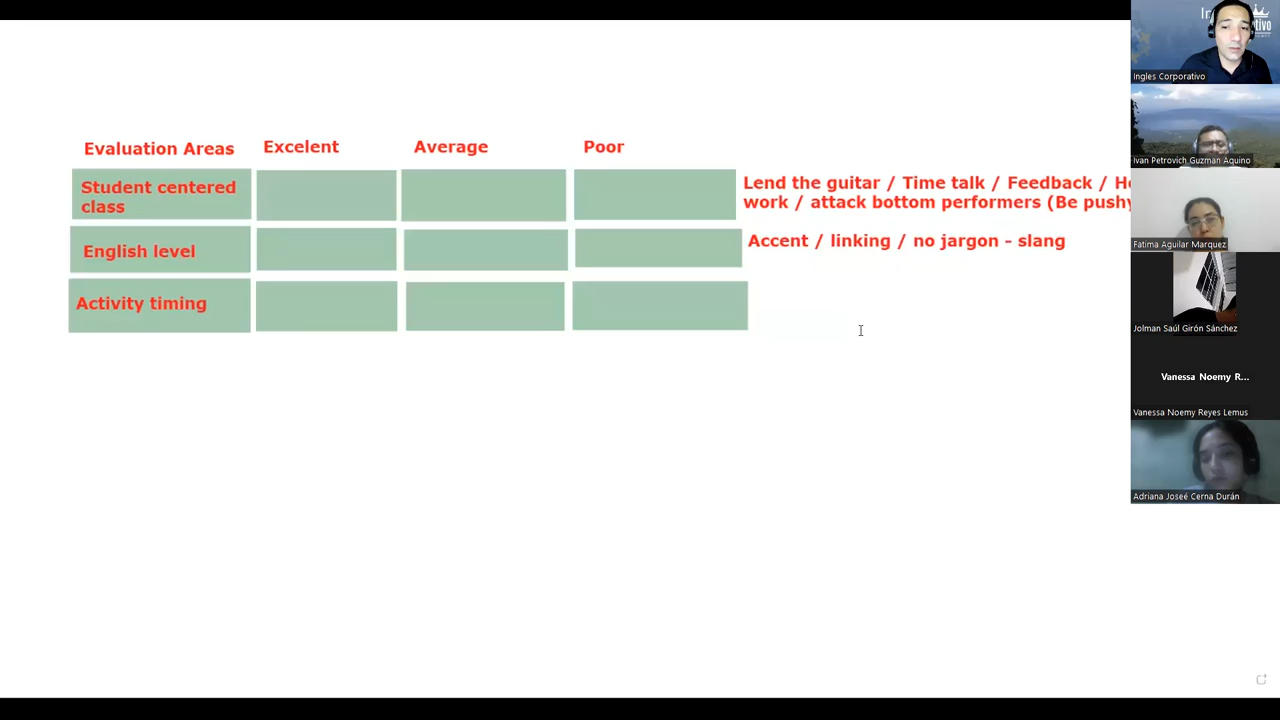 Evaluation Areas Excelent Average Poor
Student centered
class
Lend the guitar / Time talk / Feedback /
work / attack bottom performers (Be pushy
English level
Accent / linking / no jargon - slang
Activity timing
Ingles Corporativo
Ivan Petrovich Guzman Aquino
Fatima Aguilar Marquez
Jolman Saúl Girón Sánchez
Vanessa Noemy R...
Vanessa Noemy Reyes Lemus
Adriana Joseé Cerna Durán